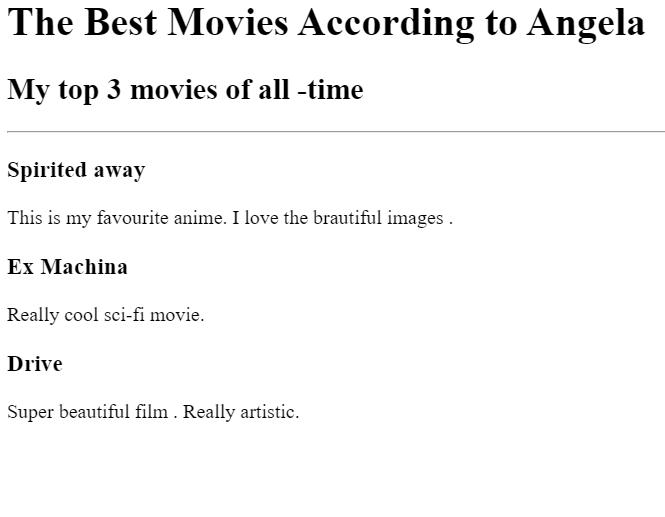 The Best Movies According to Angela
My top 3 movies of all -time
Spirited away
This is my favourite anime. I love the brautiful images .
Ex Machina
Really cool sci-fi movie.
Drive
Super beautiful film . Really artistic.